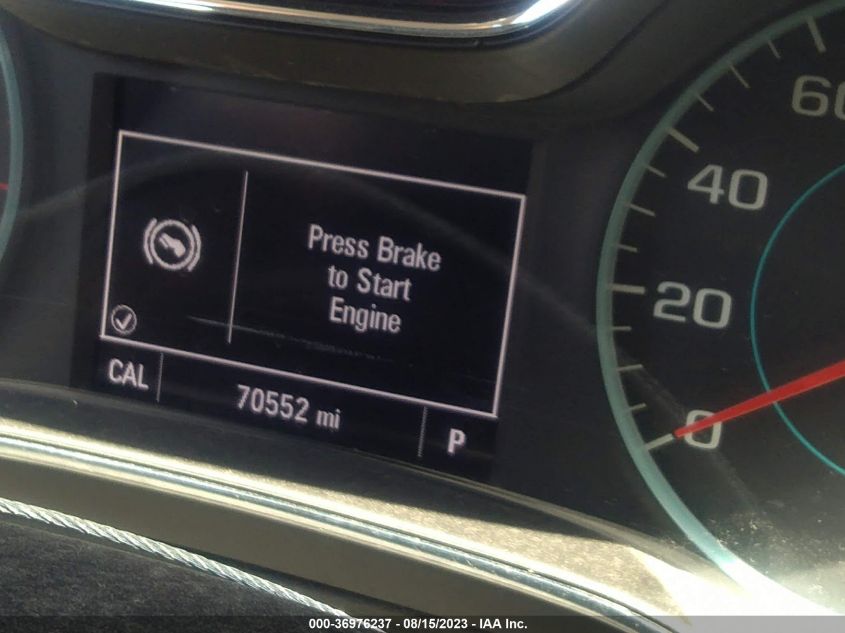 Press Brake
to Start
Engine
CAL 70552 mi P
60
40
20
0
000-36976237 - 08/15/2023 - IAA Inc.